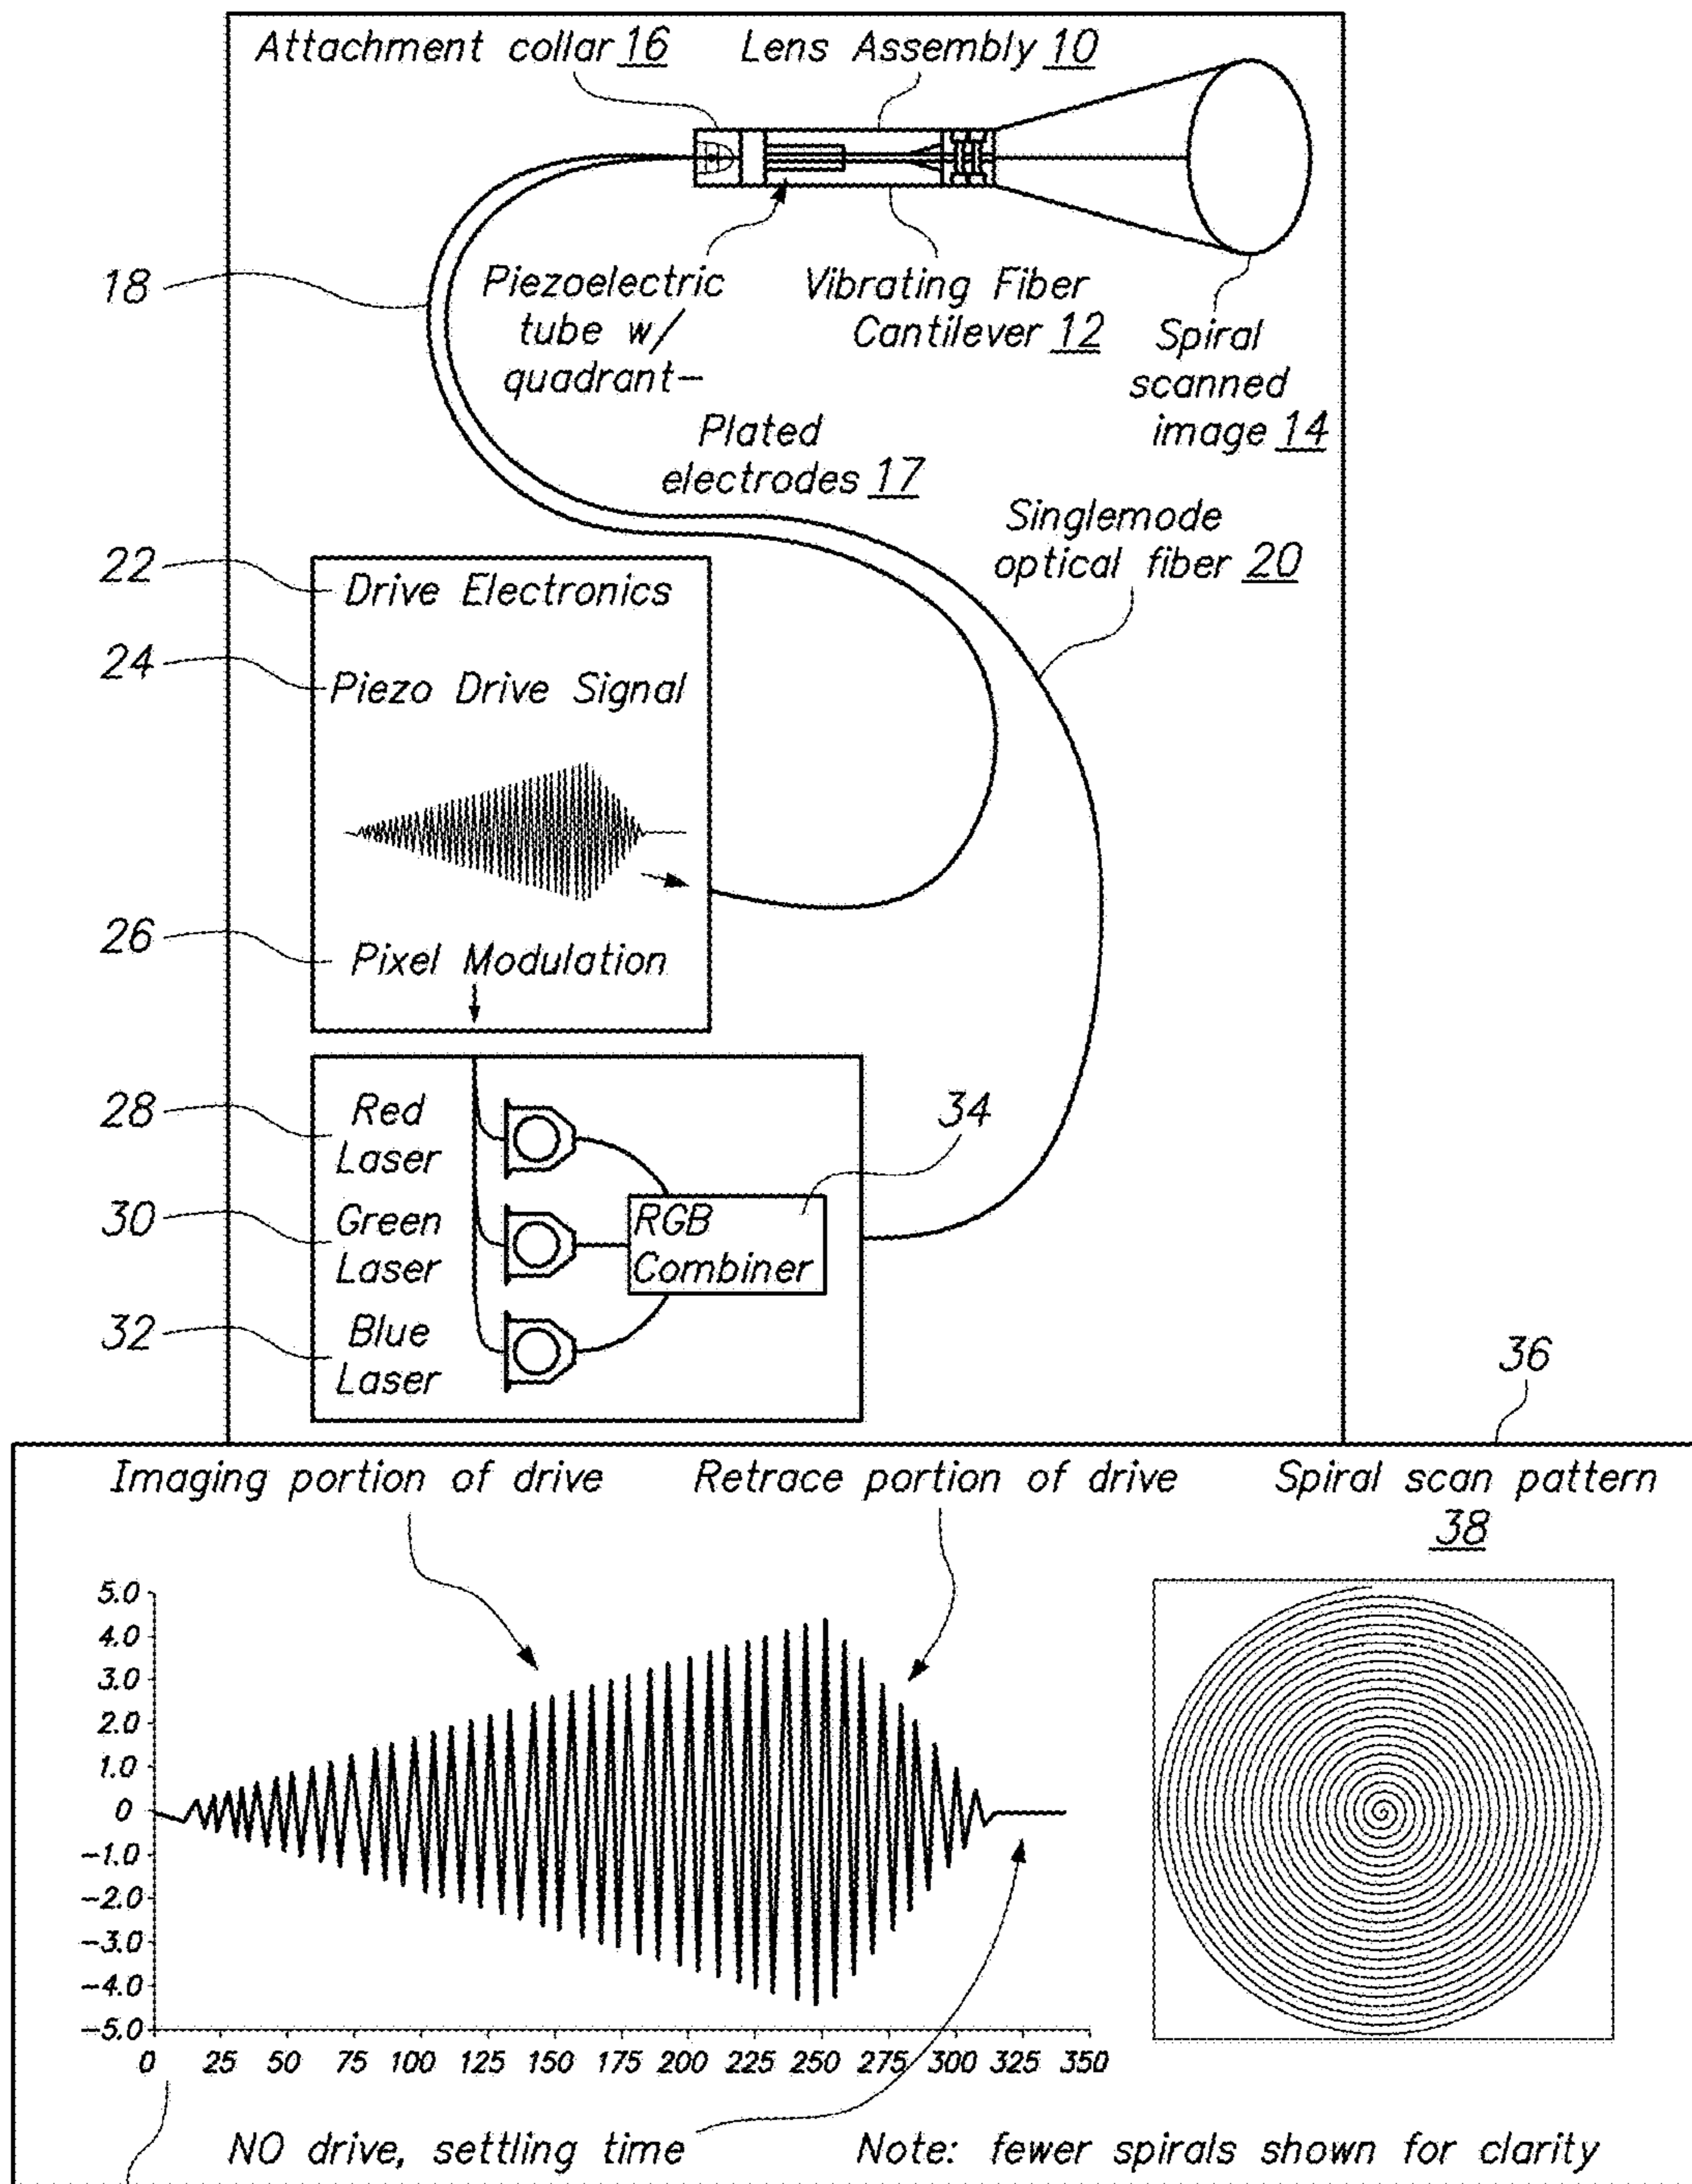 Attachment collar 16
Lens Assembly 10
18
Piezoelectric
tube w/
quadrant-
Vibrating Fiber
Cantilever 12
Spiral
scanned
image 14
Plated
electrodes 17
Singlemode
optical fiber 20
22
Drive Electronics
24
Piezo Drive Signal
26
Pixel Modulation
28
Red
Laser
34
30
Green
Laser
RGB
Combiner
32
Blue
Laser
36
Imaging portion of drive
Retrace portion of drive
Spiral scan pattern
38
5.0
4.0
3.0
2.0
1.0
0
-1.0
-2.0
-3.0
-4.0
-5.0
0 25 50 75 100 125 150 175 200 225 250 275 300 325 350
NO drive, settling time
Note: fewer spirals shown for clarity